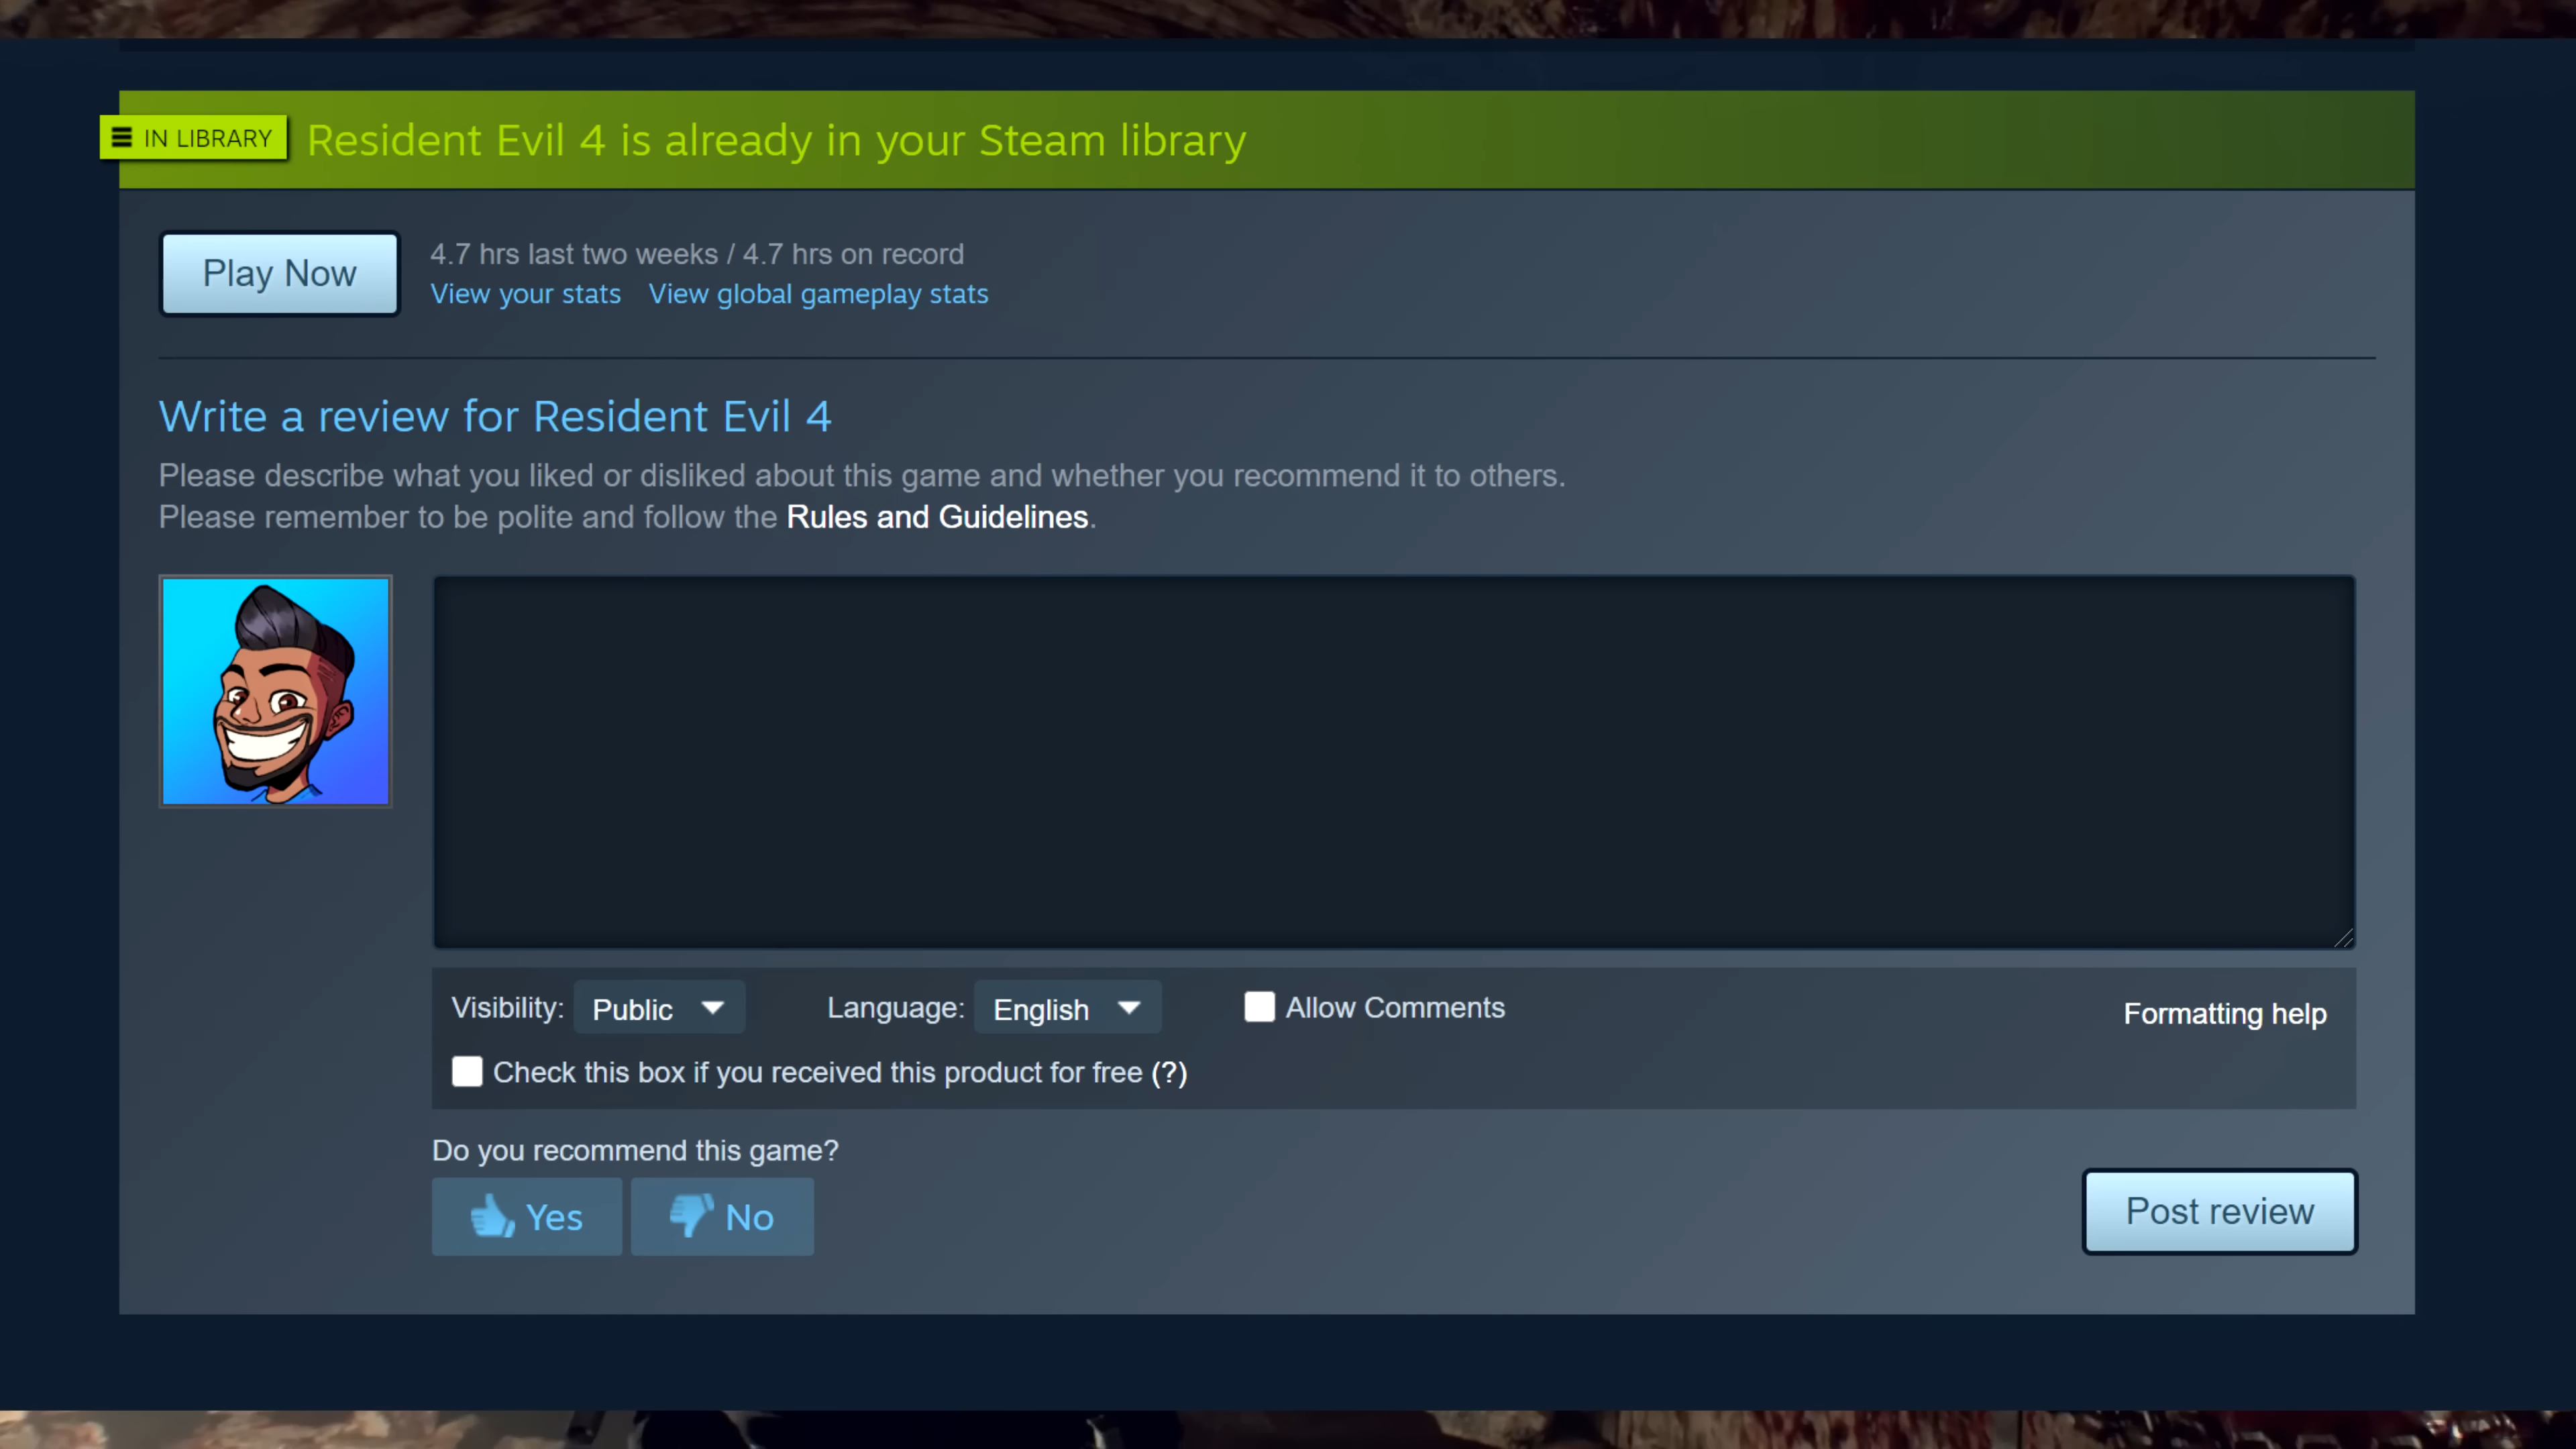 IN LIBRARY
Resident Evil 4 is already in your Steam library
Play Now
4.7 hrs last two weeks / 4.7 hrs on record
View your stats View global gameplay stats
Write a review for Resident Evil 4
Please describe what you liked or disliked about this game and whether you recommend it to others.
Please remember to be polite and follow the Rules and Guidelines.
Visibility: Public Language: English Allow Comments Formatting help
Check this box if you received this product for free (?)
Do you recommend this game?
Yes No
Post review